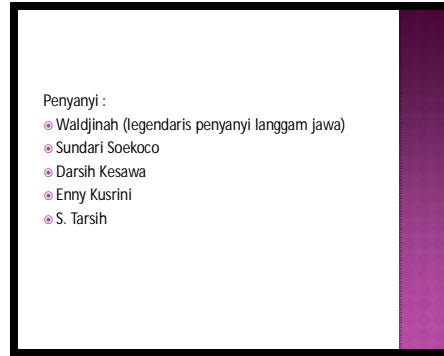 Penyanyi :
Waldjinah (legendaris penyanyi langgam jawa)
Sundari Soekoco
Darsih Kesawa
Enny Kusrini
S. Tarsih